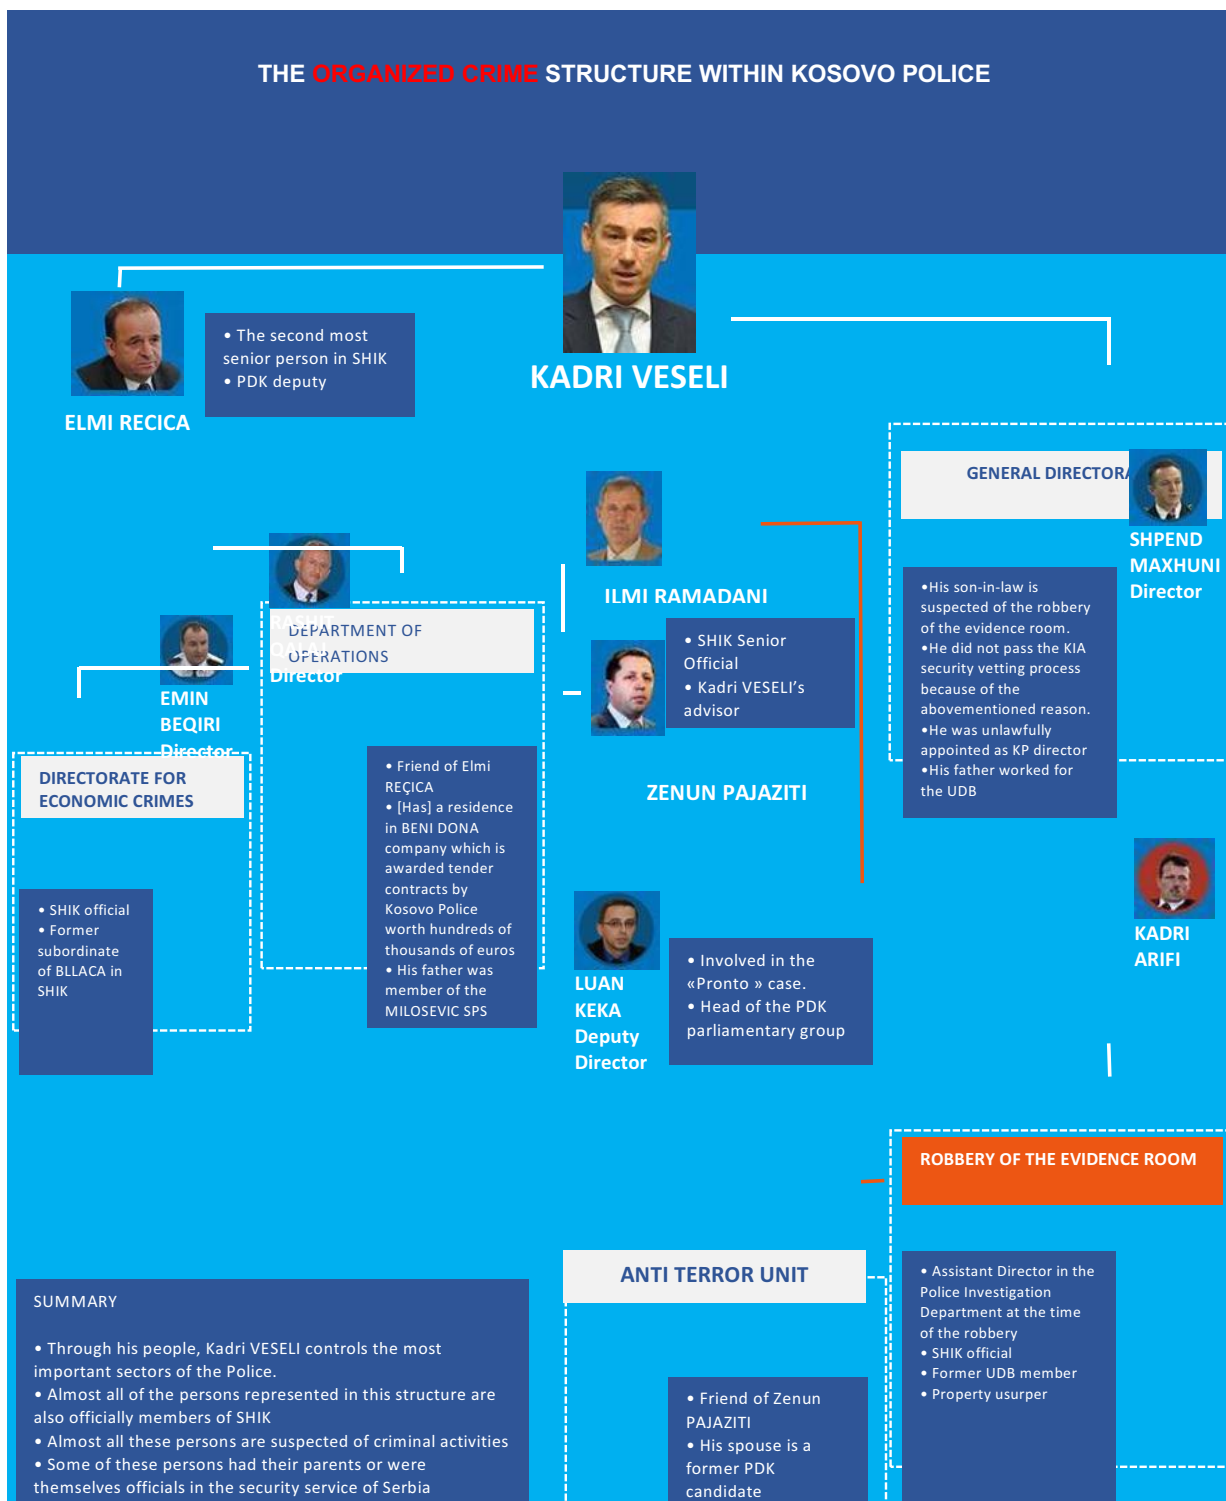 THE ORGANIZED CRIME STRUCTURE WITHIN KOSOVO POLICE
KADRI VESELI
ELMI RECICA
• The second most
senior person in SHIK
• PDK deputy
GENERAL DIRECTORA
SHPEND
MAXHUNI
Director
•His son-in-law is
suspected of the robbery
of the evidence room.
•He did not pass the KIA
security vetting process
because of the
abovementioned reason.
•He was unlawfully
appointed as KP director
•His father worked for
the UDB
ILMI RAMADANI
• SHIK Senior
Official
• Kadri VESELI’s
advisor
ZENUN PAJAZITI
RASHIT
QALAJ
Director
DEPARTMENT OF
OPERATIONS
• Friend of Elmi
REÇICA
• [Has] a residence
in BENI DONA
company which is
awarded tender
contracts by
Kosovo Police
worth hundreds of
thousands of euros
• His father was
member of the
MILOSEVIC SPS
EMIN
BEQIRI
Director
DIRECTORATE FOR
ECONOMIC CRIMES
• SHIK official
• Former
subordinate
of BLLACA in
SHIK
LUAN
KEKA
Deputy
Director
• Involved in the
«Pronto » case.
• Head of the PDK
parliamentary group
KADRI
ARIFI
ROBBERY OF THE EVIDENCE ROOM
• Assistant Director in the
Police Investigation
Department at the time
of the robbery
• SHIK official
• Former UDB member
• Property usurper
ANTI TERROR UNIT
• Friend of Zenun
PAJAZITI
• His spouse is a
former PDK
candidate
SUMMARY
• Through his people, Kadri VESELI controls the most
important sectors of the Police.
• Almost all of the persons represented in this structure are
also officially members of SHIK
• Almost all these persons are suspected of criminal activities
• Some of these persons had their parents or were
themselves officials in the security service of Serbia